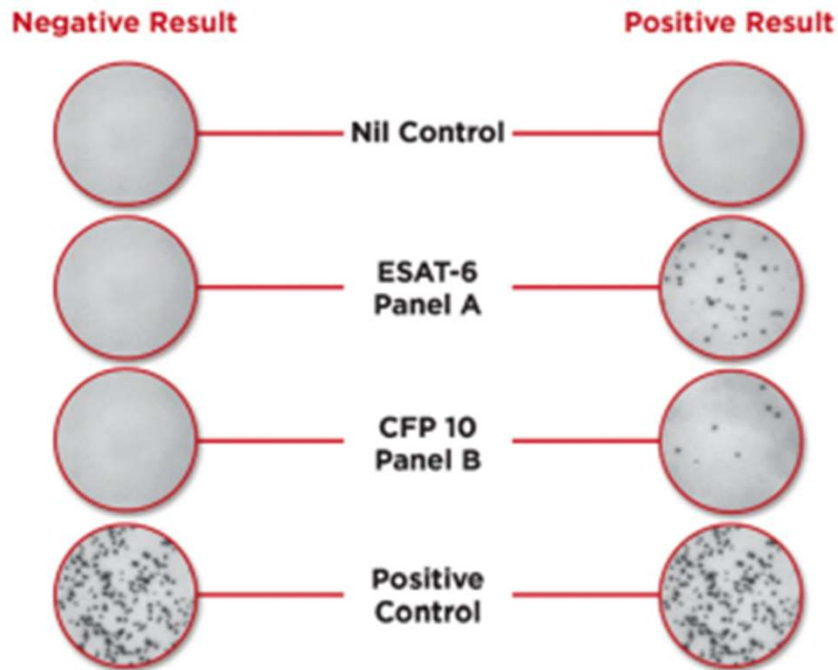 Negative Result
Positive Result
Nil Control
ESAT-6
Panel A
CFP 10
Panel B
Positive
Control